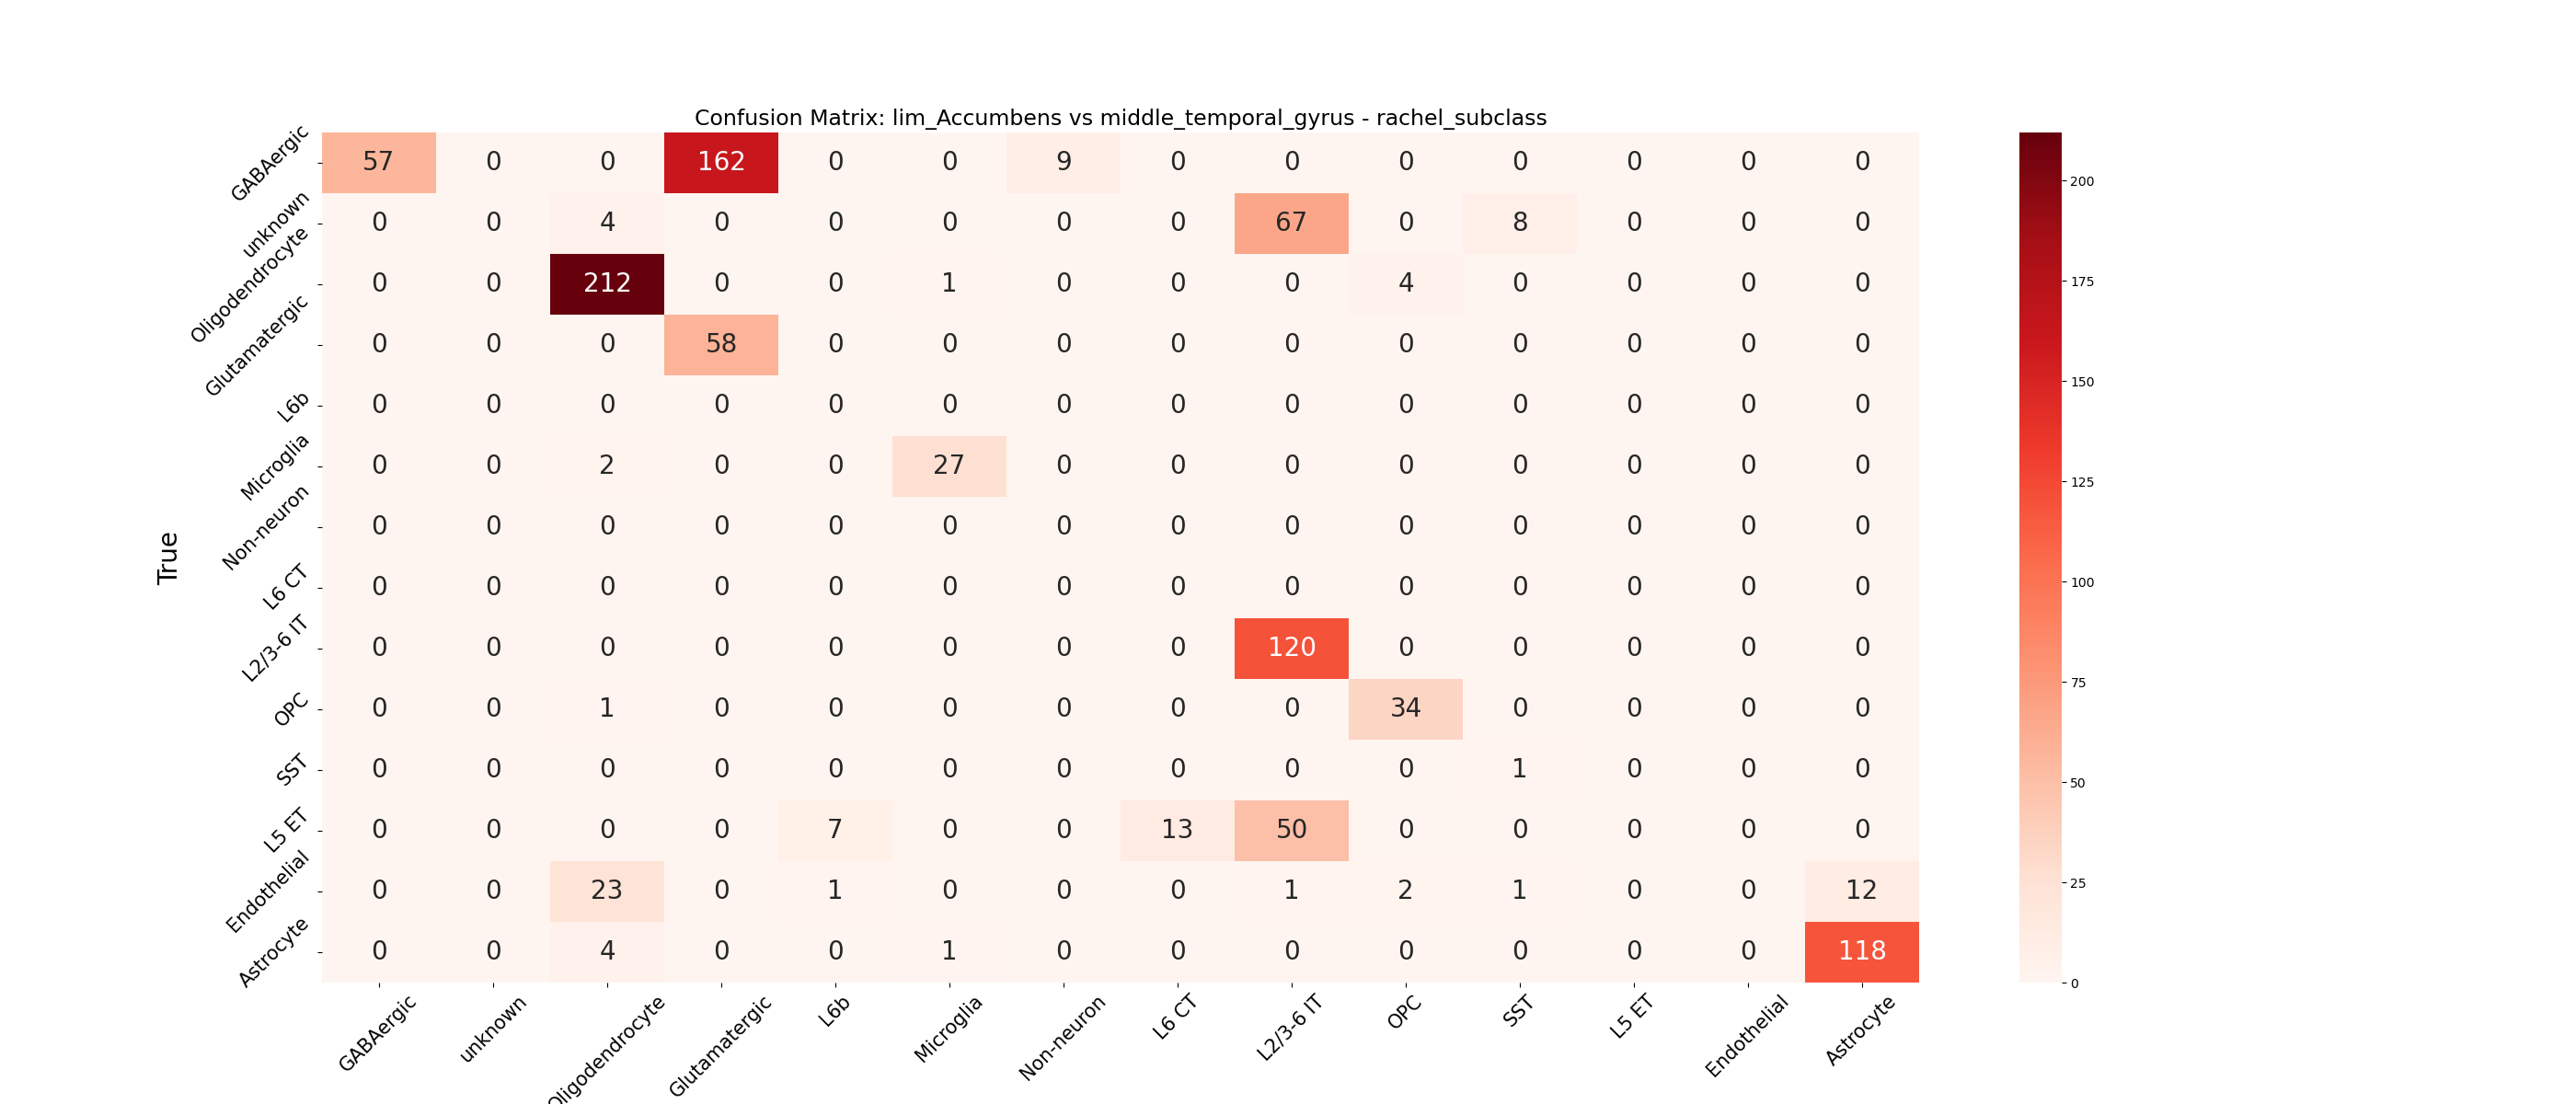 Confusion Matrix: lim_Accumbens vs middle_temporal_gyrus - rachel_subclass
True
GABAergic 57 0 0 162 0 0 9 0 0 0 0 0 0 0
unknown 0 0 4 0 0 0 0 0 67 0 8 0 0 0
Oligodendrocyte 0 0 212 0 0 1 0 0 0 4 0 0 0 0
Glutamatergic 0 0 0 58 0 0 0 0 0 0 0 0 0 0
L6b 0 0 0 0 0 0 0 0 0 0 0 0 0 0
Microglia 0 0 2 0 0 27 0 0 0 0 0 0 0 0
Non-neuron 0 0 0 0 0 0 0 0 0 0 0 0 0 0
L6 CT 0 0 0 0 0 0 0 0 0 0 0 0 0 0
L2/3-6 IT 0 0 0 0 0 0 0 0 120 0 0 0 0 0
OPC 0 0 1 0 0 0 0 0 0 34 0 0 0 0
SST 0 0 0 0 0 0 0 0 0 0 1 0 0 0
L5 ET 0 0 0 0 7 0 0 13 50 0 0 0 0 0
Endothelial 0 0 23 0 1 0 0 0 1 2 1 0 0 12
Astrocyte 0 0 4 0 0 1 0 0 0 0 0 0 0 118
GABAergic unknown Oligodendrocyte Glutamatergic L6b Microglia Non-neuron L6 CT L2/3-6 IT OPC SST L5 ET Endothelial Astrocyte
200
175
150
125
100
75
50
25
0